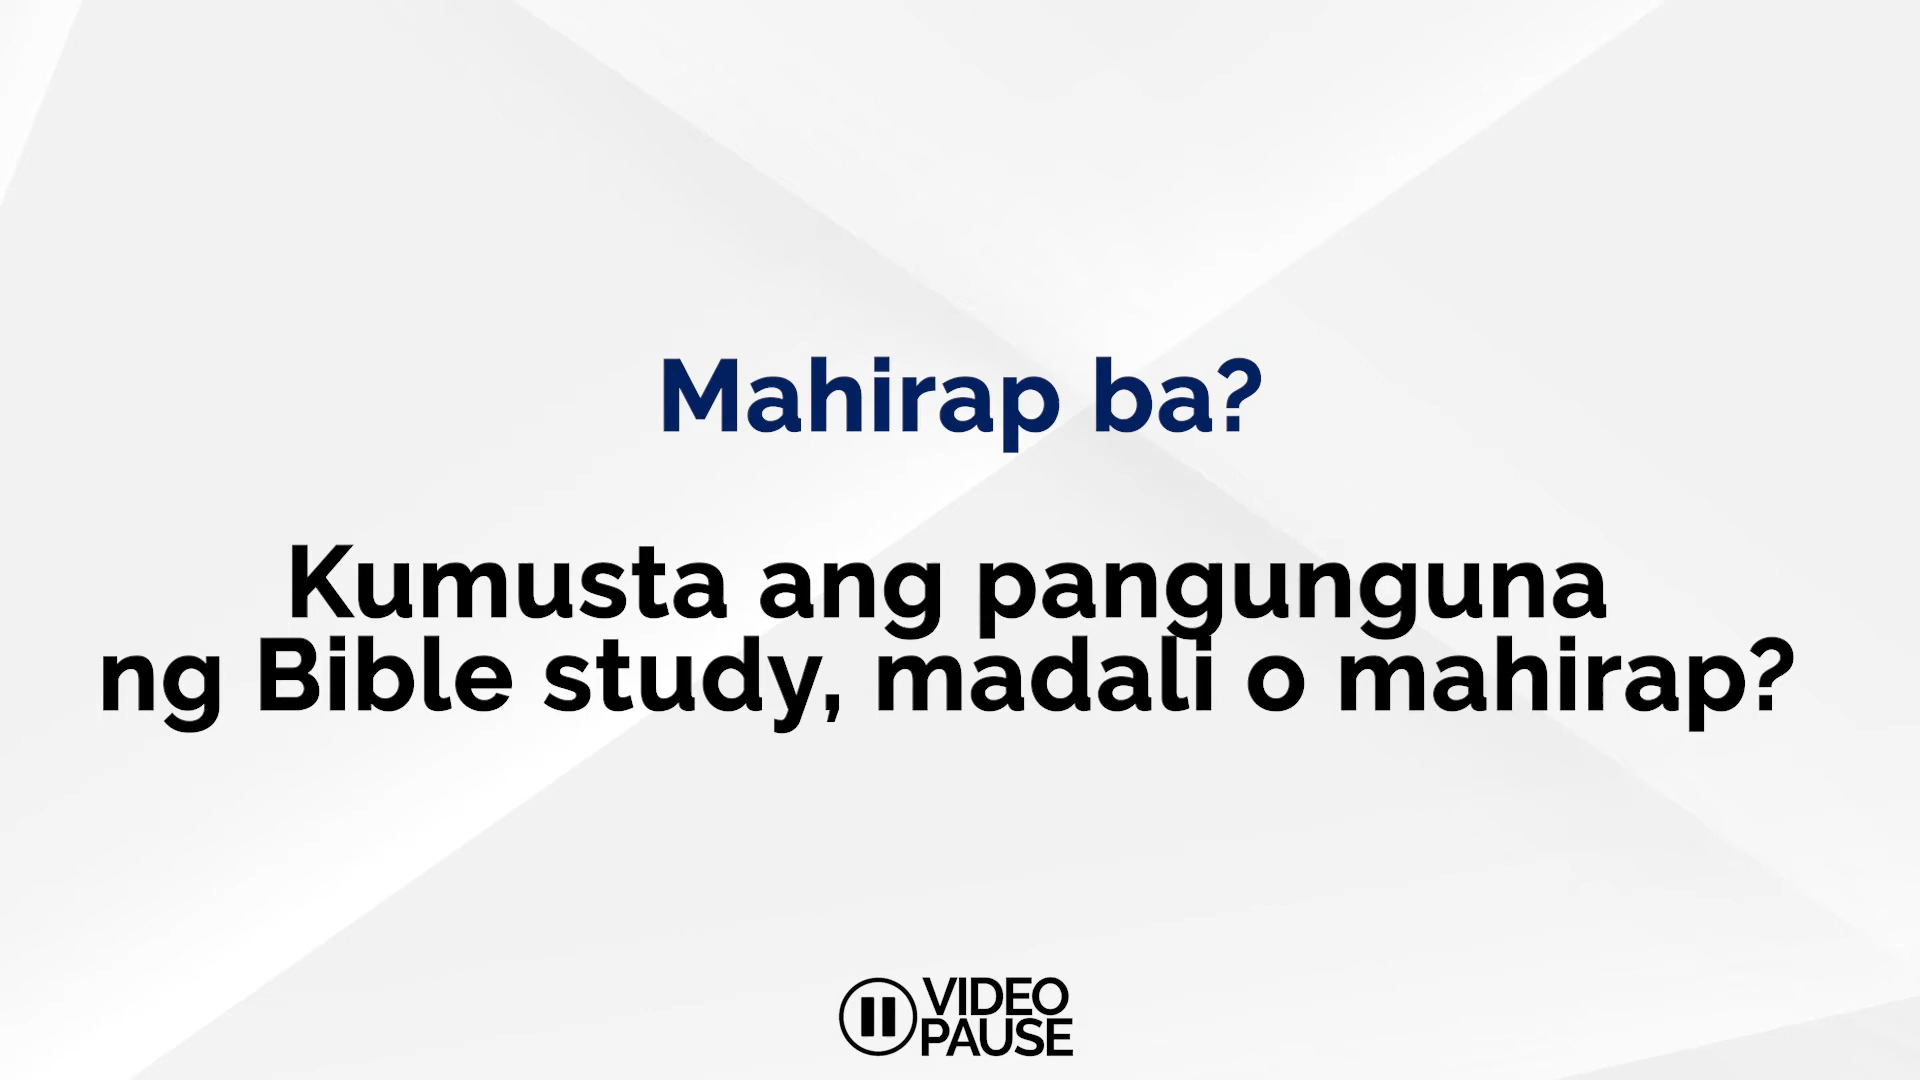 Mahirap ba?
Kumusta ang pangunguna
ng Bible study, madali o mahirap?
VIDEO
PAUSE